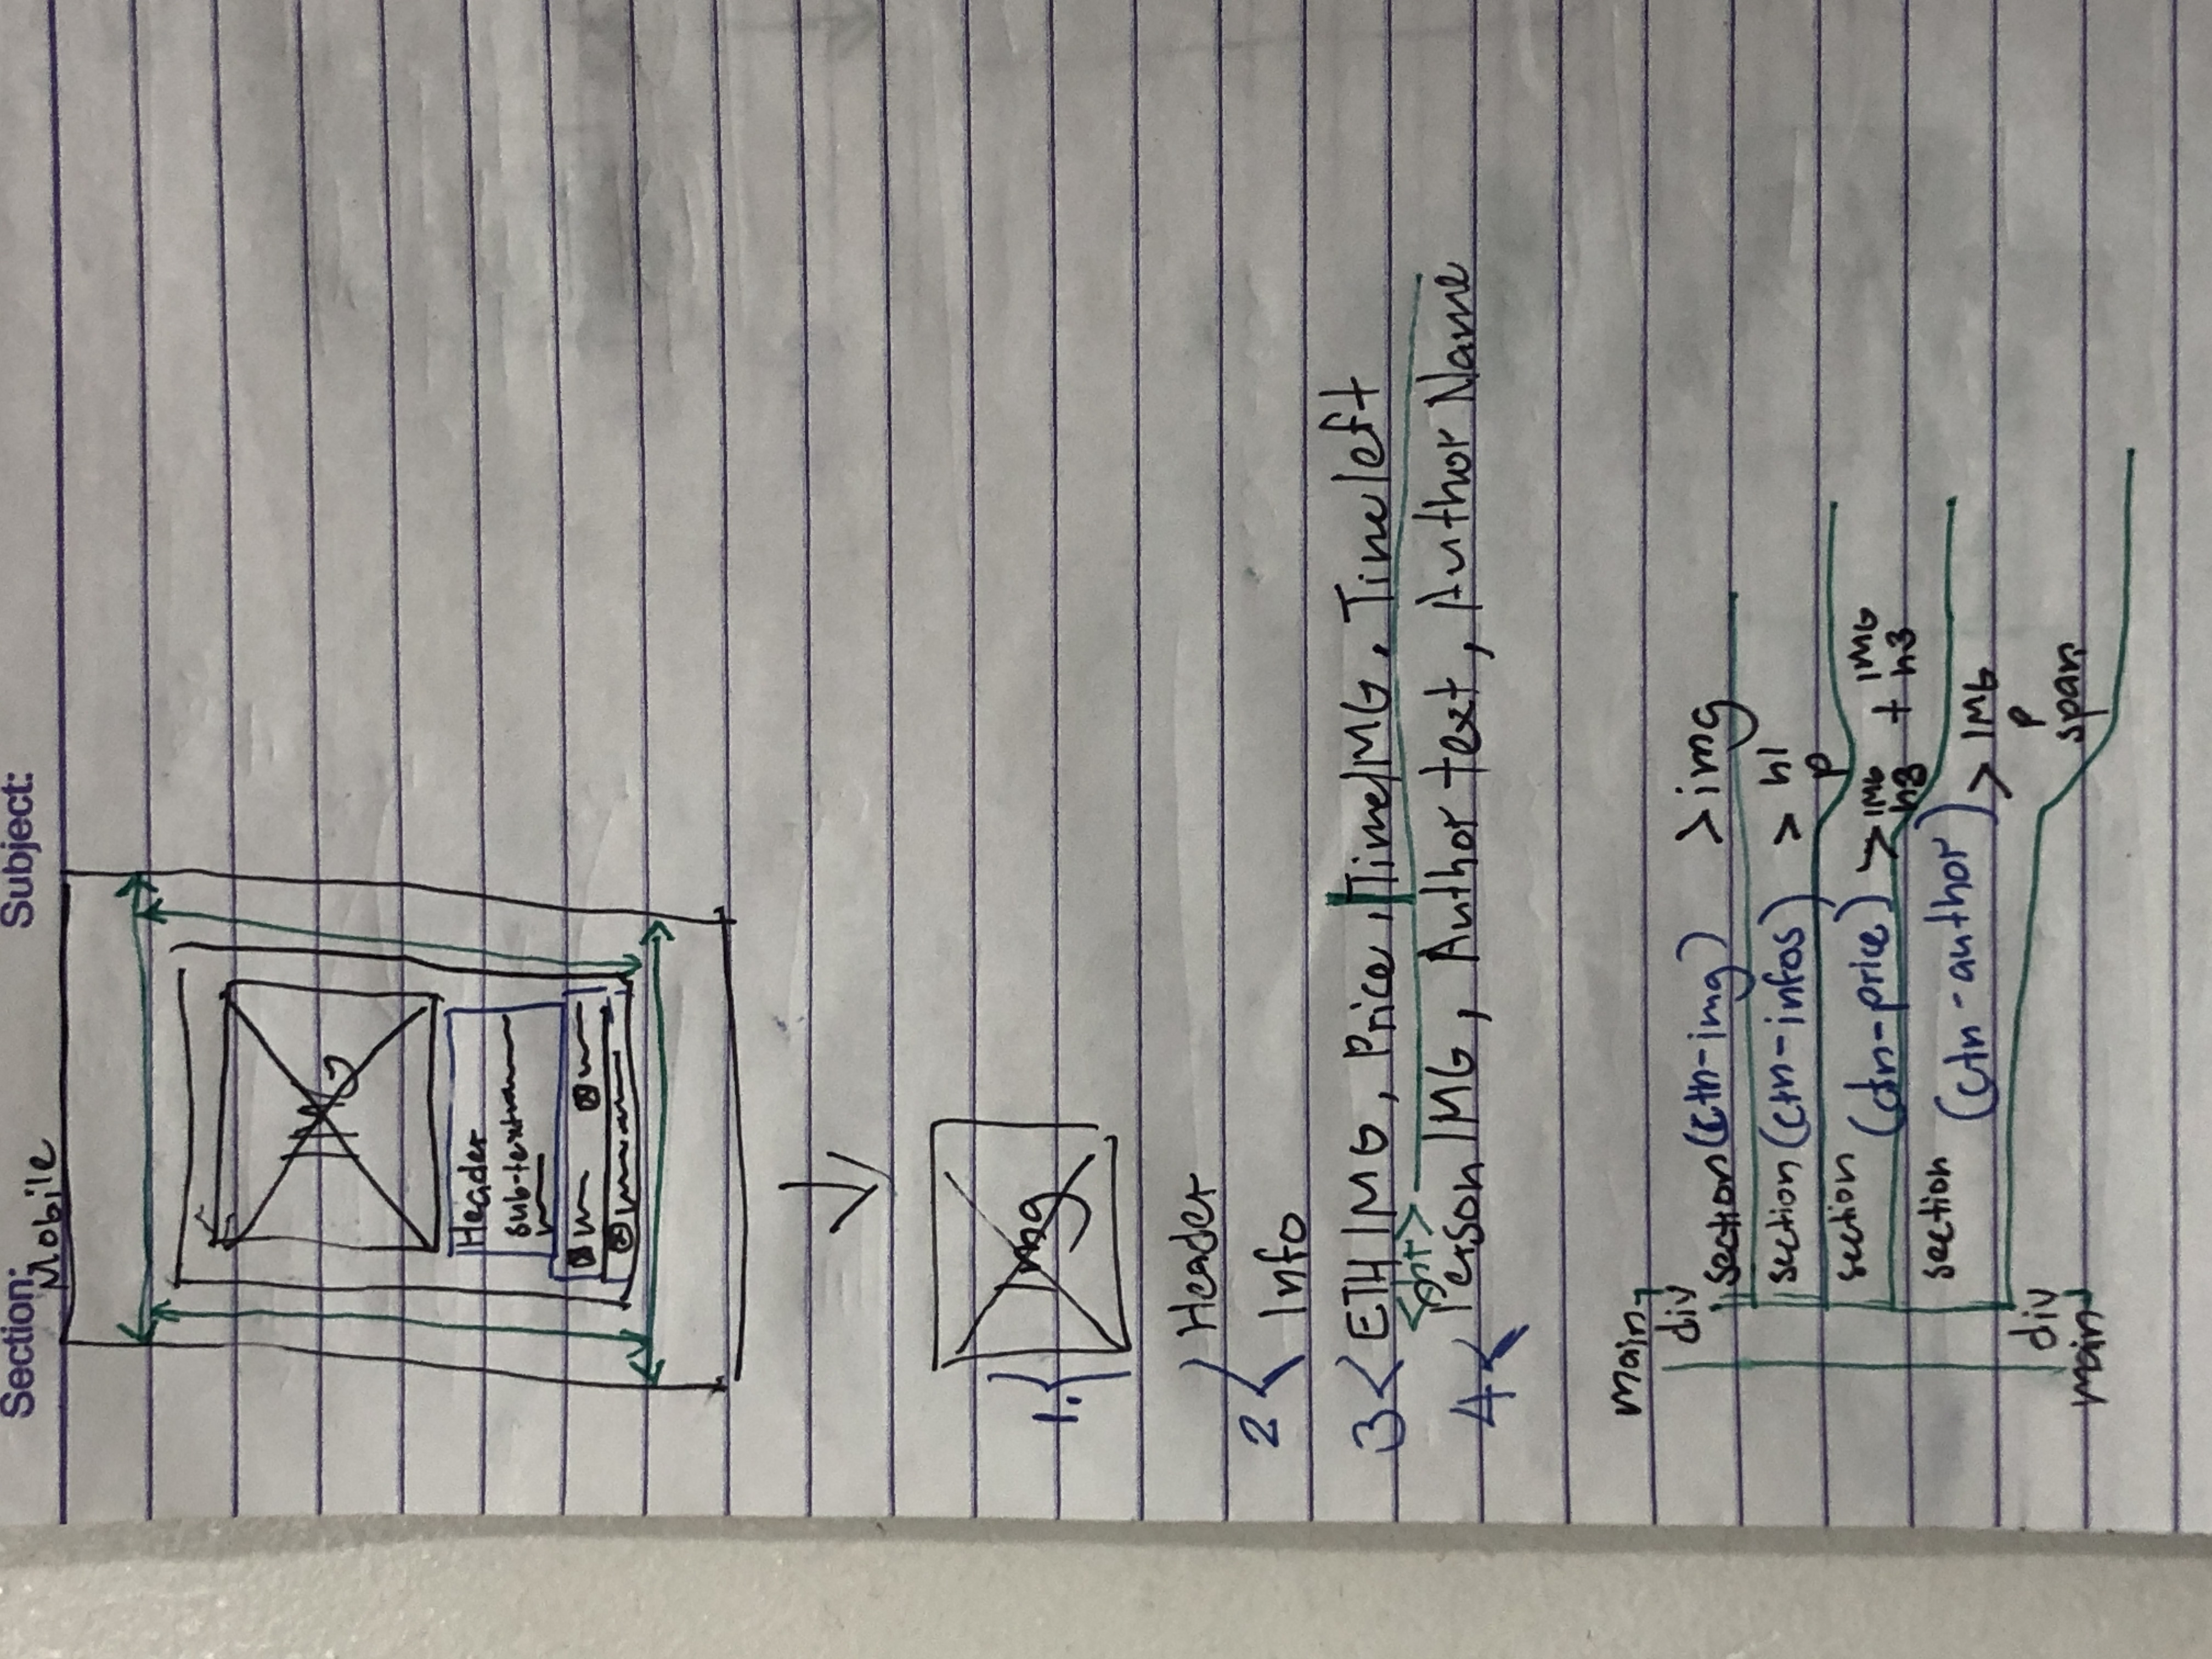 Section: Subject:
Mobile
IMG
Header
sub-text
Img
1.
Header
2
Info
3 ETH IMG, Price, Time IMG. Time left
<hr>
4 Person IMG, Author text, Author Name
main
div
section (ctn-img) > img
section (ctn-infos) > h1
p
section (ctn-price) > IMG + IMG
h3 h3
section (ctn-author) > IMG
p
div
span
main